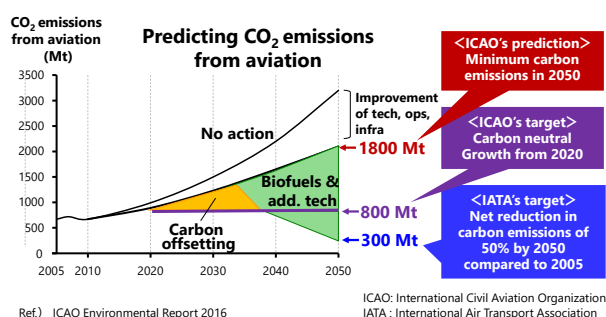 CO2 emissions
from aviation
(Mt)
Predicting CO2 emissions
from aviation
3500
3000
2500
2000
1500
1000
500
0
2005
2010
2020
2030
2040
2050
No action
Improvement
of tech, ops,
infra
Biofuels &
add. tech
Carbon
offsetting
1800 Mt
800 Mt
300 Mt
<ICAO’s prediction>
Minimum carbon
emissions in 2050
<ICAO’s target>
Carbon neutral
Growth from 2020
<IATA’s target>
Net reduction in
carbon emissions of
50% by 2050
compared to 2005
Ref.) ICAO Environmental Report 2016
ICAO: International Civil Aviation Organization
IATA : International Air Transport Association